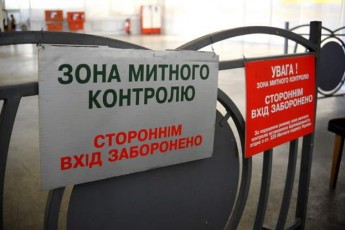 ЗОНА МИТНОГО
КОНТРОЛЮ
СТОРОННІМ
ВХІД ЗАБОРОНЕНО
УВАГА !
ЗОНА МИТНОГО
КОНТРОЛЮ
СТОРОННІМ
ВХІД ЗАБОРОНЕНО